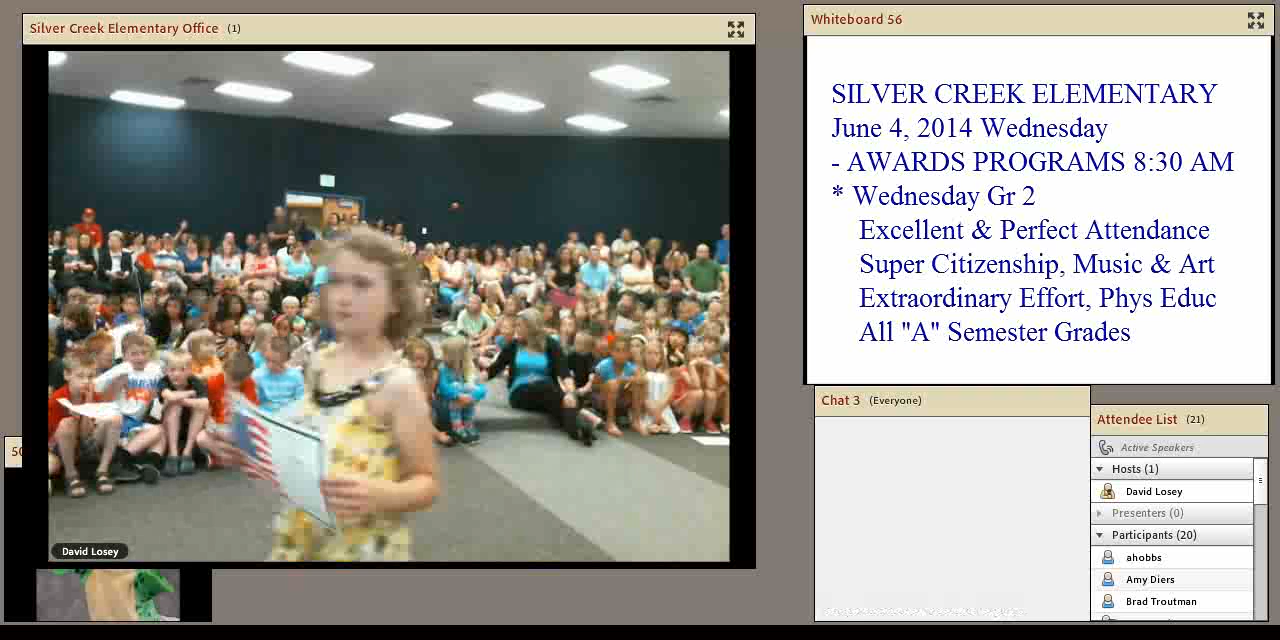 Silver Creek Elementary Office (1)
David Losey
50
Whiteboard 56
SILVER CREEK ELEMENTARY
June 4, 2014 Wednesday
- AWARDS PROGRAMS 8:30 AM
* Wednesday Gr 2
Excellent & Perfect Attendance
Super Citizenship, Music & Art
Extraordinary Effort, Phys Educ
All "A" Semester Grades
Chat 3 (Everyone)
Attendee List (21)
Active Speakers
Hosts (1)
David Losey
Presenters (0)
Participants (20)
ahobbs
Amy Diers
Brad Troutman